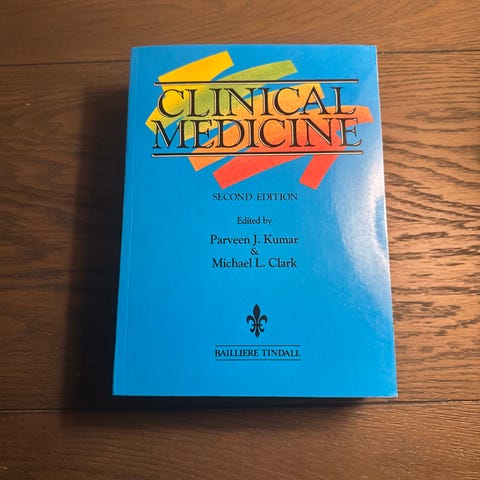 CLINICAL
MEDICINE
SECOND EDITION
Edited by
Parveen J. Kumar
&
Michael L. Clark
BAILLIERE TINDALL